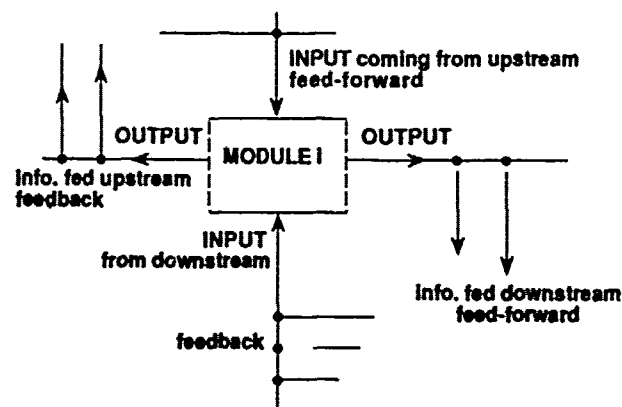 INPUT coming from upstream
feed-forward
OUTPUT
MODULE I
OUTPUT
Info. fed upstream
feedback
INPUT
from downstream
Info. fed downstream
feed-forward
feedback